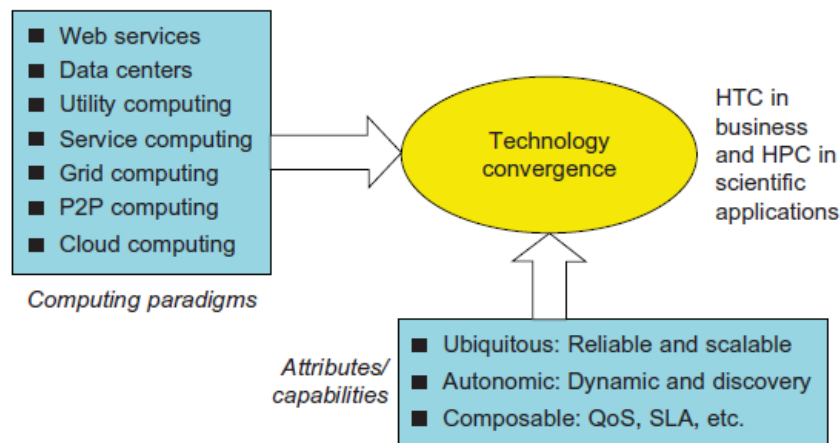 Web services
Data centers
Utility computing
Service computing
Grid computing
P2P computing
Cloud computing
Computing paradigms
Technology
convergence
HTC in
business
and HPC in
scientific
applications
Attributes/
capabilities
Ubiquitous: Reliable and scalable
Autonomic: Dynamic and discovery
Composable: QoS, SLA, etc.